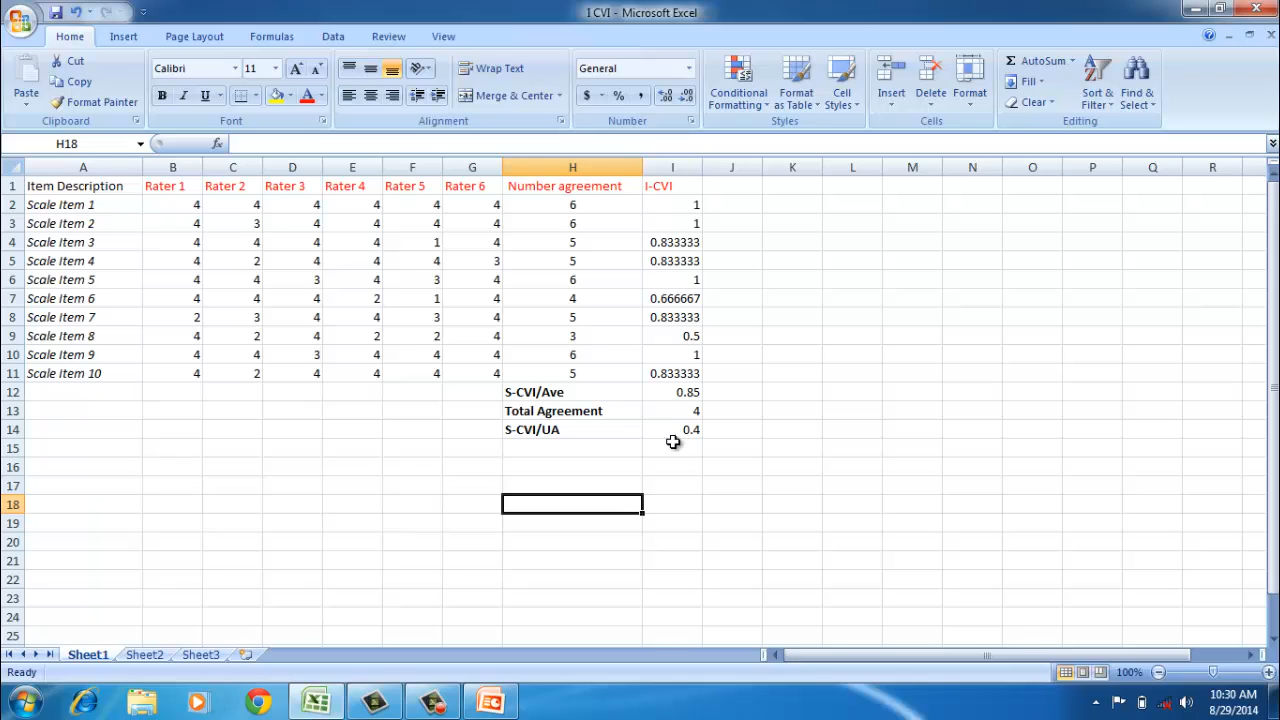 I CVI - Microsoft Excel
Home Insert Page Layout Formulas Data Review View
Cut Calibri 11 Wrap Text General Σ AutoSum
Paste Copy Conditional Formatting Format as Table Cell Styles Insert Delete Format Fill Sort & Filter Find & Select
Format Painter B I U A Merge & Center $ % , Clear
Clipboard Font Alignment Number Styles Cells Editing
H18 fx
A B C D E F G H I J K L M N O P Q R
1 Item Description Rater 1 Rater 2 Rater 3 Rater 4 Rater 5 Rater 6 Number agreement I-CVI
2 Scale Item 1 4 4 4 4 4 4 6 1
3 Scale Item 2 4 3 4 4 4 4 6 1
4 Scale Item 3 4 4 4 4 1 4 5 0.833333
5 Scale Item 4 4 2 4 4 4 3 5 0.833333
6 Scale Item 5 4 4 3 4 3 4 6 1
7 Scale Item 6 4 4 4 2 1 4 4 0.666667
8 Scale Item 7 2 3 4 4 3 4 5 0.833333
9 Scale Item 8 4 2 4 2 2 4 3 0.5
10 Scale Item 9 4 4 3 4 4 4 6 1
11 Scale Item 10 4 2 4 4 4 4 5 0.833333
12 S-CVI/Ave 0.85
13 Total Agreement 4
14 S-CVI/UA 0.4
15
16
17
18
19
20
21
22
23
24
25
Sheet1 Sheet2 Sheet3
Ready 100%
10:30 AM
8/29/2014